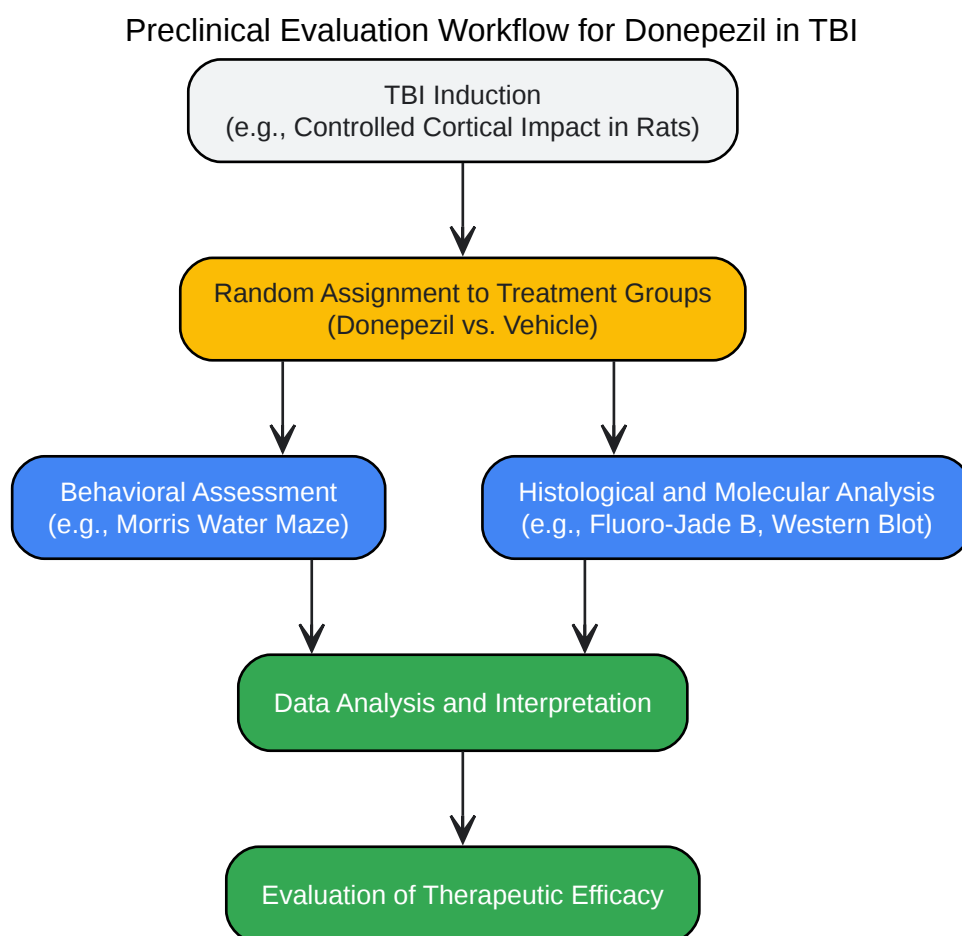 Preclinical Evaluation Workflow for Donepezil in TBI
TBI Induction
(e.g., Controlled Cortical Impact in Rats)
Random Assignment to Treatment Groups
(Donepezil vs. Vehicle)
Behavioral Assessment
(e.g., Morris Water Maze)
Histological and Molecular Analysis
(e.g., Fluoro-Jade B, Western Blot)
Data Analysis and Interpretation
Evaluation of Therapeutic Efficacy